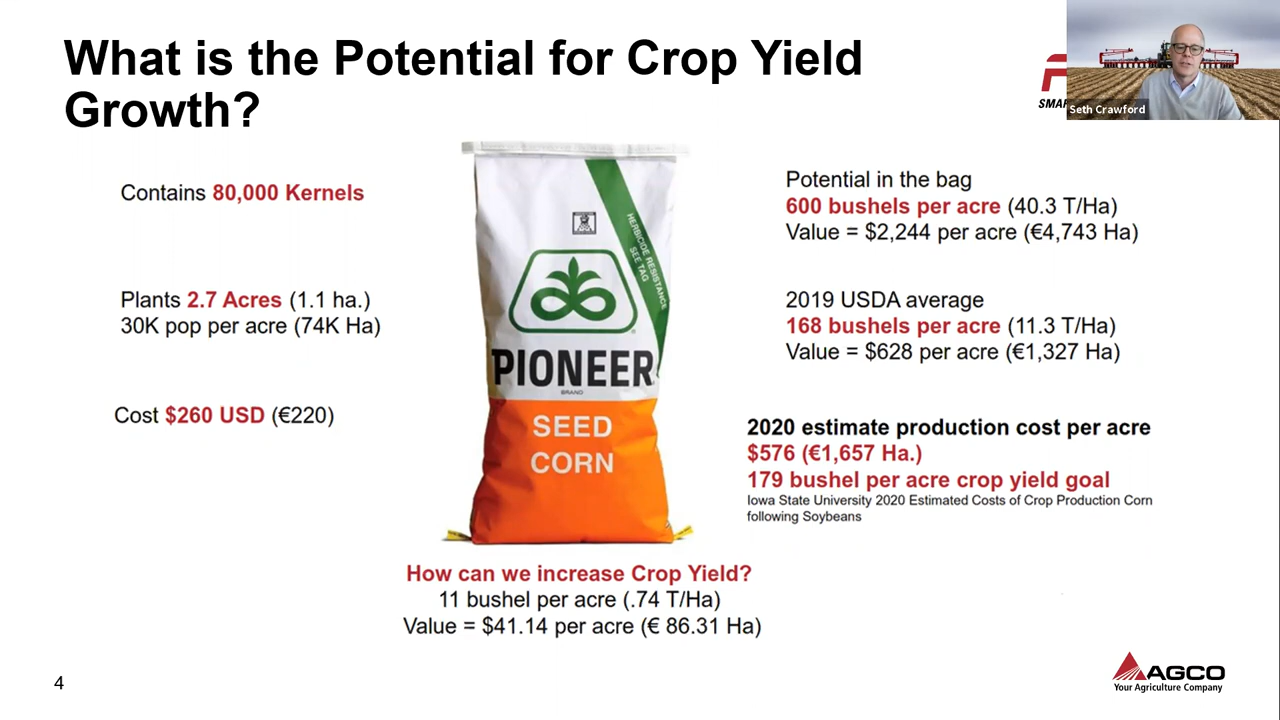 What is the Potential for Crop Yield
Growth?
Seth Crawford
Contains 80,000 Kernels
Plants 2.7 Acres (1.1 ha.)
30K pop per acre (74K Ha)
Cost $260 USD (€220)
HERBICIDE RESISTANCE
SEE TAG
PIONEER
BRAND
SEED
CORN
Potential in the bag
600 bushels per acre (40.3 T/Ha)
Value = $2,244 per acre (€4,743 Ha)
2019 USDA average
168 bushels per acre (11.3 T/Ha)
Value = $628 per acre (€1,327 Ha)
2020 estimate production cost per acre
$576 (€1,657 Ha.)
179 bushel per acre crop yield goal
Iowa State University 2020 Estimated Costs of Crop Production Corn
following Soybeans
How can we increase Crop Yield?
11 bushel per acre (.74 T/Ha)
Value = $41.14 per acre (€ 86.31 Ha)
4
AGCO
Your Agriculture Company